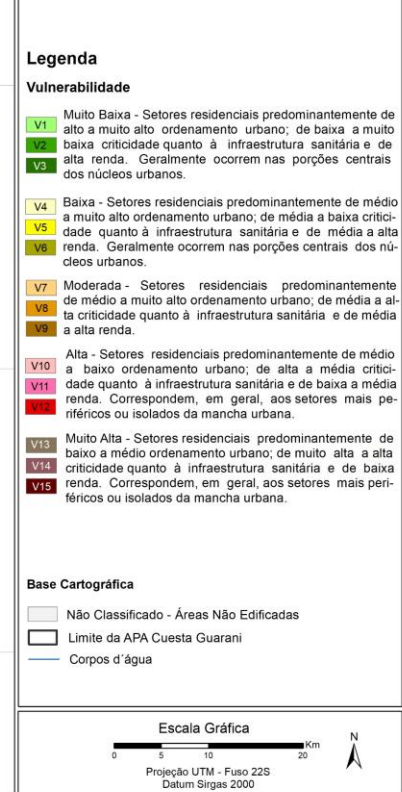 Legenda
Vulnerabilidade
V1
V2
V3
Muito Baixa - Setores residenciais predominantemente de
alto a muito alto ordenamento urbano; de baixa a muito
baixa criticidade quanto à infraestrutura sanitária e de
alta renda. Geralmente ocorrem nas porções centrais
dos núcleos urbanos.
V4
V5
V6
Baixa - Setores residenciais predominantemente de médio
a muito alto ordenamento urbano; de média a baixa critici-
dade quanto à infraestrutura sanitária e de média a alta
renda. Geralmente ocorrem nas porções centrais dos nú-
cleos urbanos.
V7
V8
V9
Moderada - Setores residenciais predominantemente
de médio a muito alto ordenamento urbano; de média a al-
ta criticidade quanto à infraestrutura sanitária e de média
a alta renda.
V10
V11
V12
Alta - Setores residenciais predominantemente de médio
a baixo ordenamento urbano; de alta a média critici-
dade quanto à infraestrutura sanitária e de baixa a média
renda. Correspondem, em geral, aos setores mais pe-
riféricos ou isolados da mancha urbana.
V13
V14
V15
Muito Alta - Setores residenciais predominantemente de
baixo a médio ordenamento urbano; de muito alta a alta
criticidade quanto à infraestrutura sanitária e de baixa
renda. Correspondem, em geral, aos setores mais peri-
féricos ou isolados da mancha urbana.
Base Cartográfica
Não Classificado - Áreas Não Edificadas
Limite da APA Cuesta Guarani
Corpos d´água
Escala Gráfica
Km
0 5 10 20
N
Projeção UTM - Fuso 22S
Datum Sirgas 2000